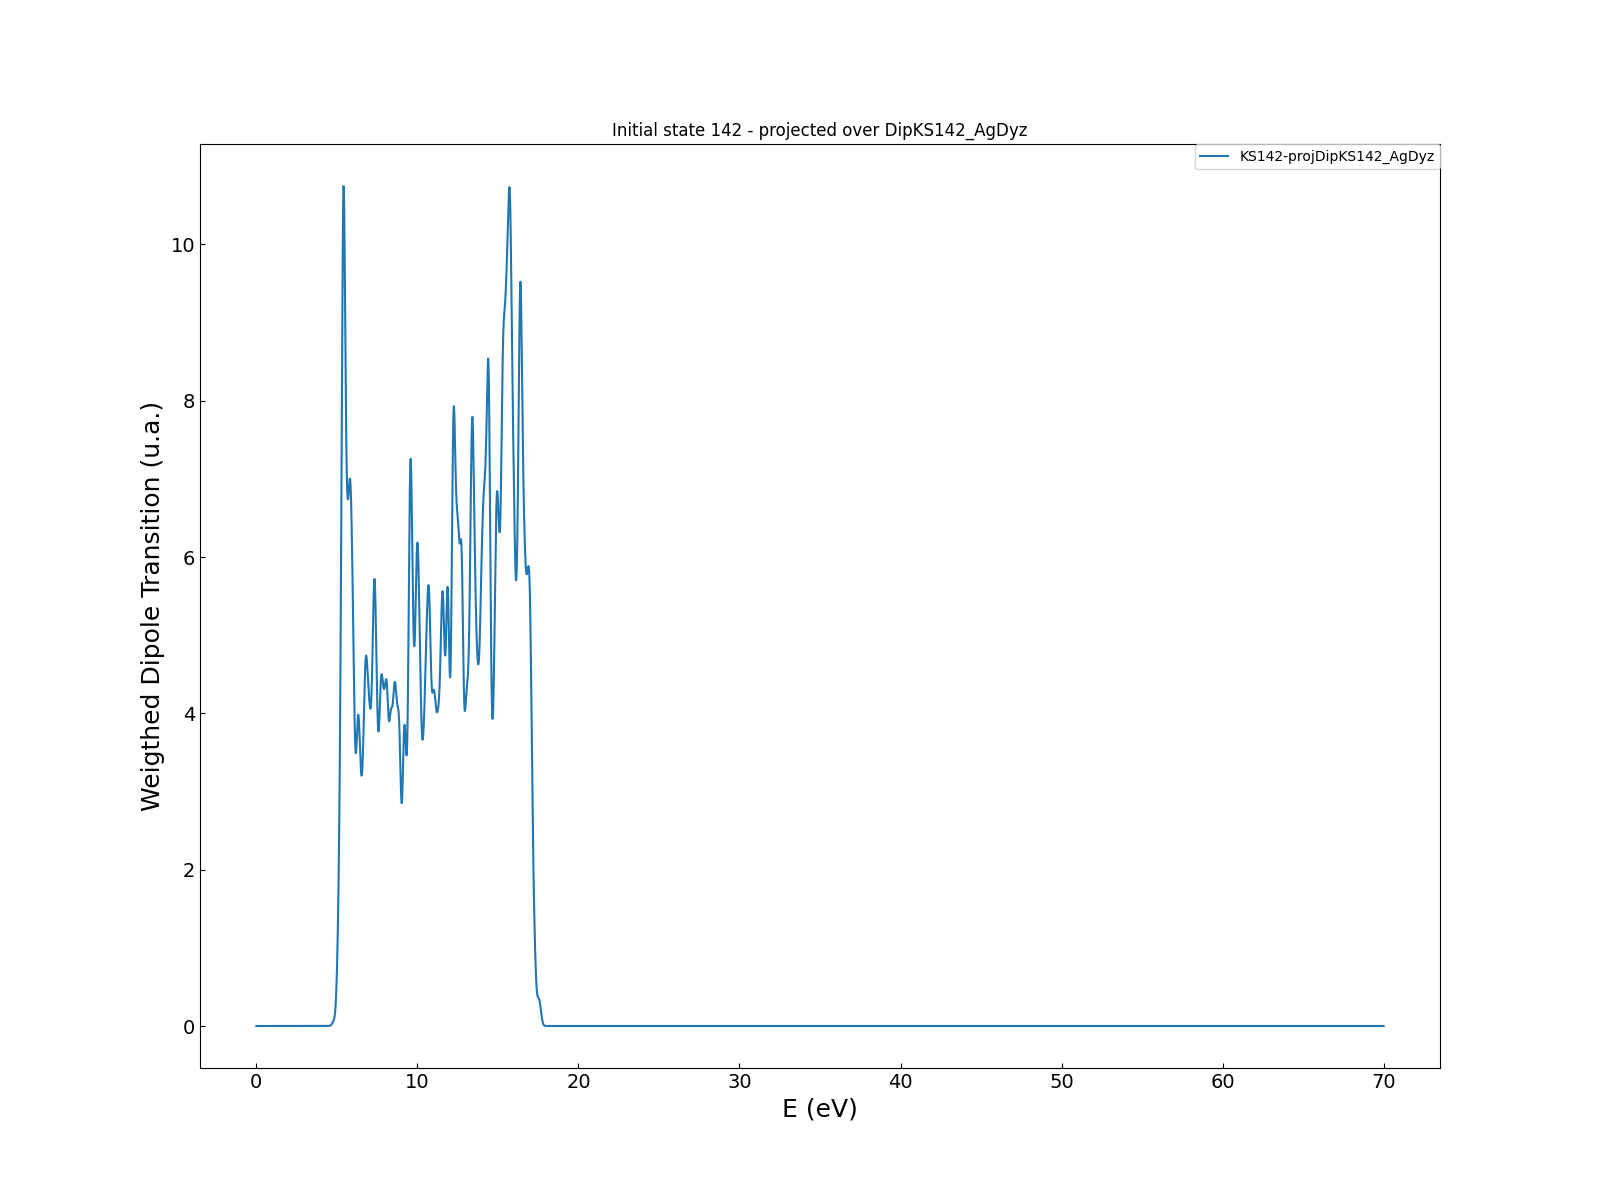 Initial state 142 - projected over DipKS142_AgDyz
KS142-projDipKS142_AgDyz
Weigthed Dipole Transition (u.a.)
10
8
6
4
2
0
0 10 20 30 40 50 60 70
E (eV)